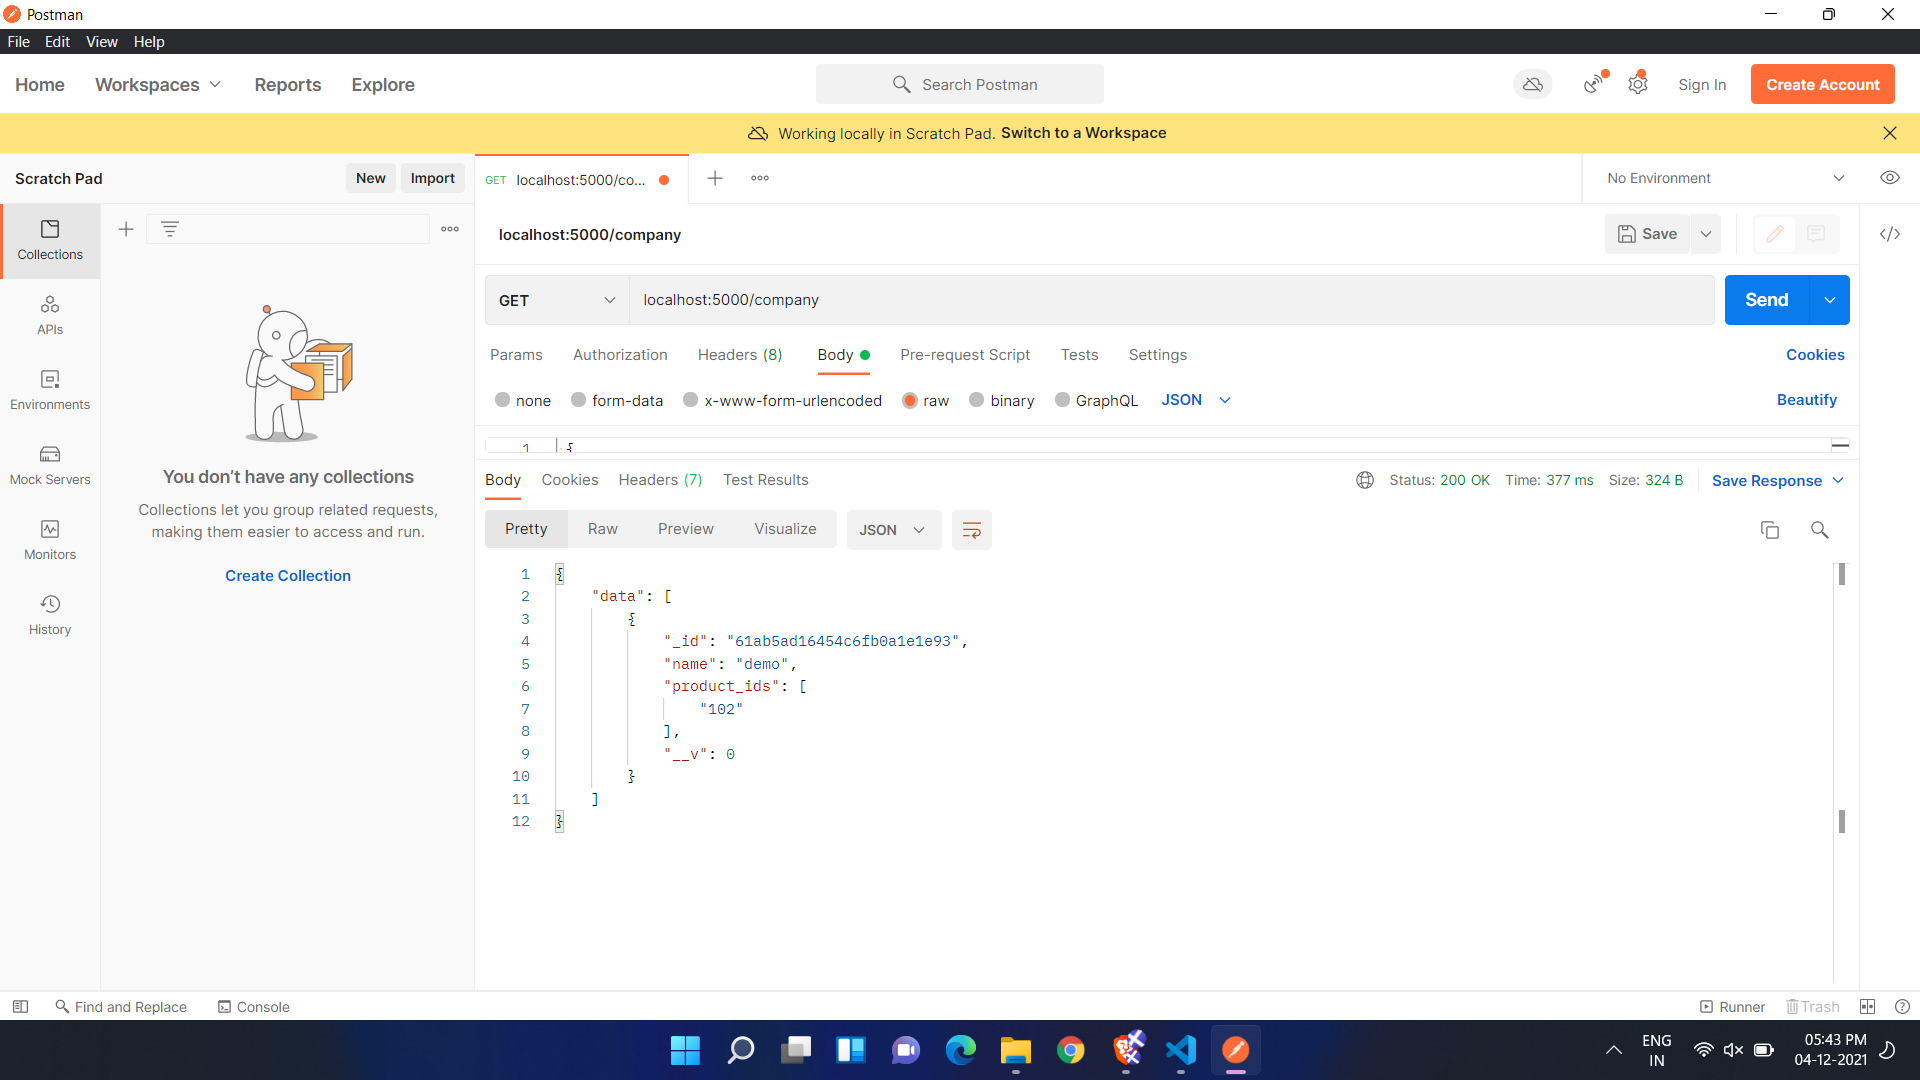 Postman
File Edit View Help
Home Workspaces Reports Explore Search Postman Sign In Create Account
Working locally in Scratch Pad. Switch to a Workspace
Scratch Pad New Import GET localhost:5000/co... No Environment
localhost:5000/company Save
Collections
GET localhost:5000/company Send
APIs
Params Authorization Headers (8) Body Pre-request Script Tests Settings Cookies
none form-data x-www-form-urlencoded raw binary GraphQL JSON Beautify
Environments
1 {
Mock Servers
You don’t have any collections
Collections let you group related requests,
making them easier to access and run.
Create Collection
Monitors
History
Body Cookies Headers (7) Test Results Status: 200 OK Time: 377 ms Size: 324 B Save Response
Pretty Raw Preview Visualize JSON
1 {
2 "data": [
3 {
4 "_id": "61ab5ad16454c6fb0a1e1e93",
5 "name": "demo",
6 "product_ids": [
7 "102"
8 ],
9 "__v": 0
10 }
11 ]
12 }
Find and Replace Console Runner Trash
ENG
IN
05:43 PM
04-12-2021